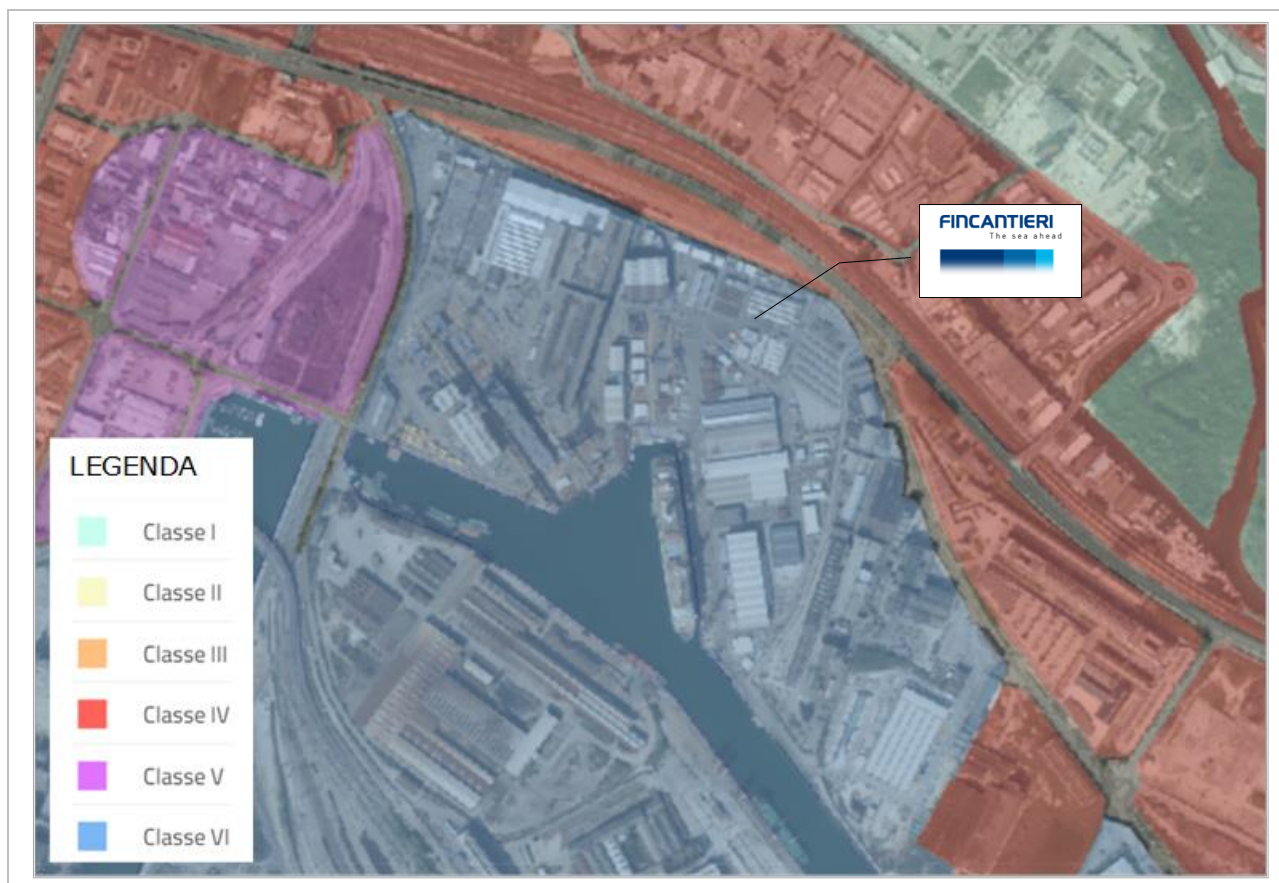 FINCANTIERI
The sea ahead
LEGENDA
Classe I
Classe II
Classe III
Classe IV
Classe V
Classe VI